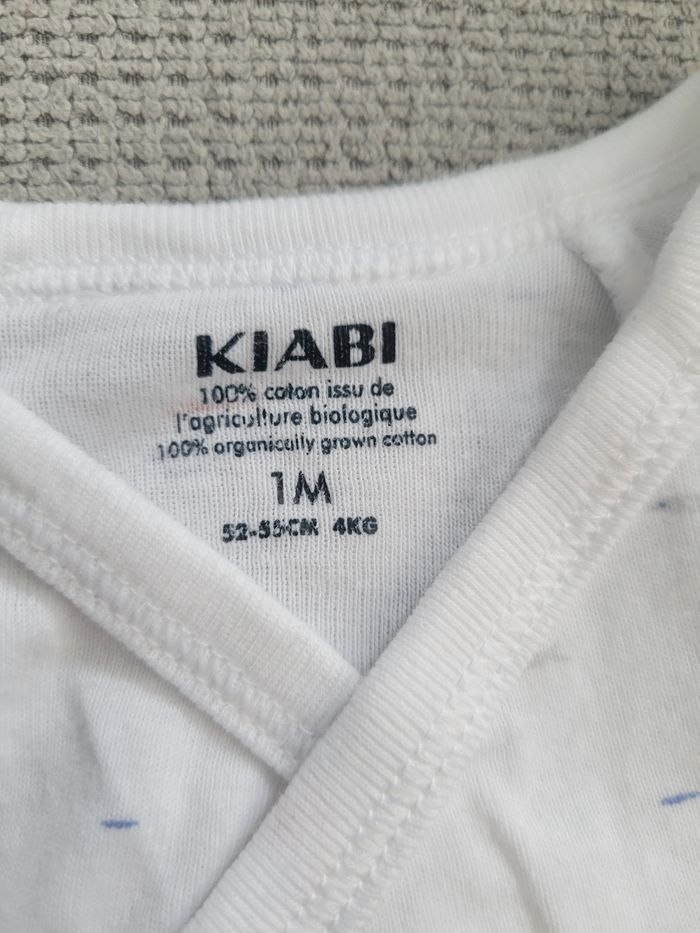 KIABI
100% coton issu de
l'agriculture biologique
100% organically grown cotton
1M
52-55CM 4KG